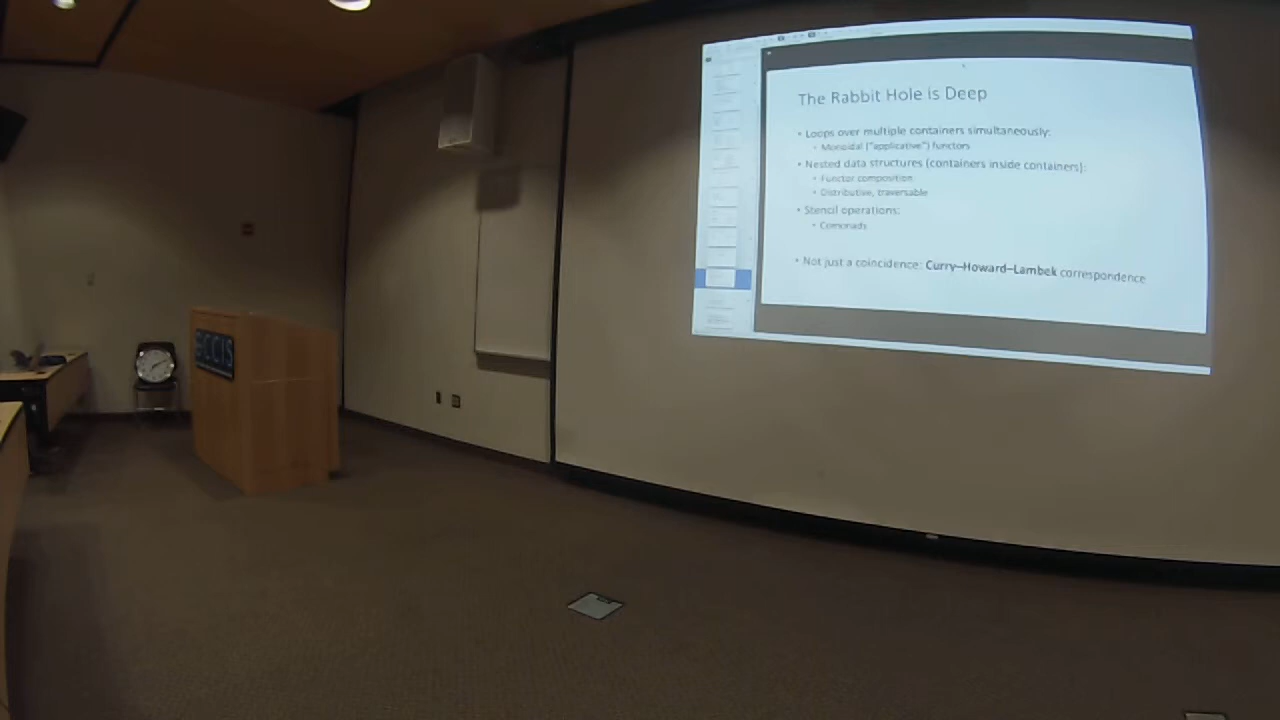 The Rabbit Hole is Deep
• Loops over multiple containers simultaneously:
• Monoidal ("applicative") functors
• Nested data structures (containers inside containers):
• Functor composition
• Distributive, traversable
• Stencil operations:
• Comonads
• Not just a coincidence: Curry–Howard–Lambek correspondence
CCIS